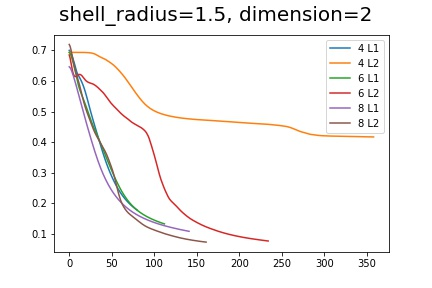 shell_radius=1.5, dimension=2
0.7
0.6
0.5
0.4
0.3
0.2
0.1
4 L1
4 L2
6 L1
6 L2
8 L1
8 L2
0 50 100 150 200 250 300 350